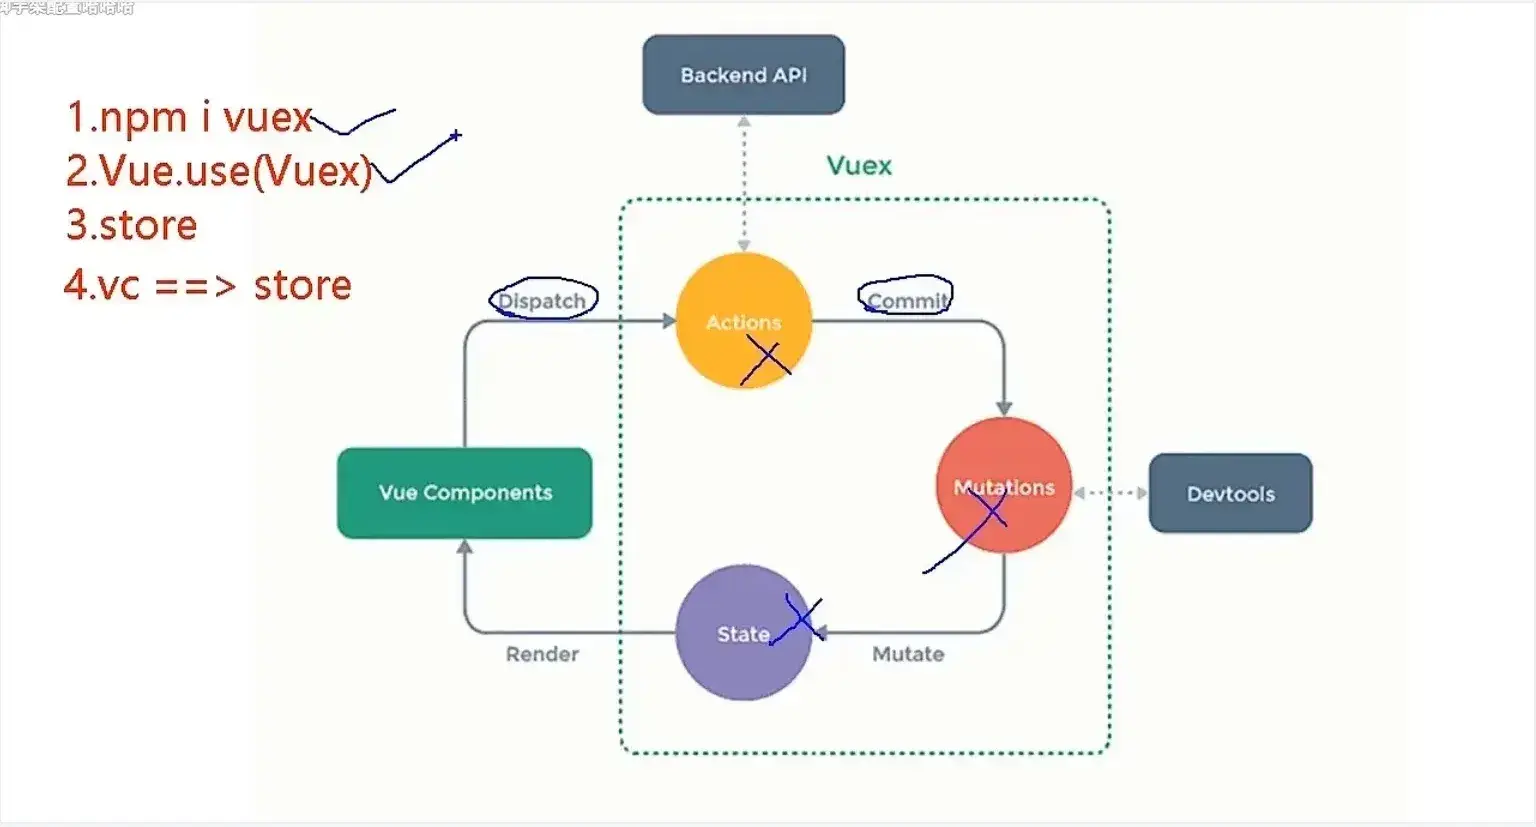 1.npm i vuex
2.Vue.use(Vuex)
3.store
4.vc ==> store
Backend API
Vuex
Dispatch
Actions
Commit
Vue Components
Mutations
Devtools
State
Render
Mutate